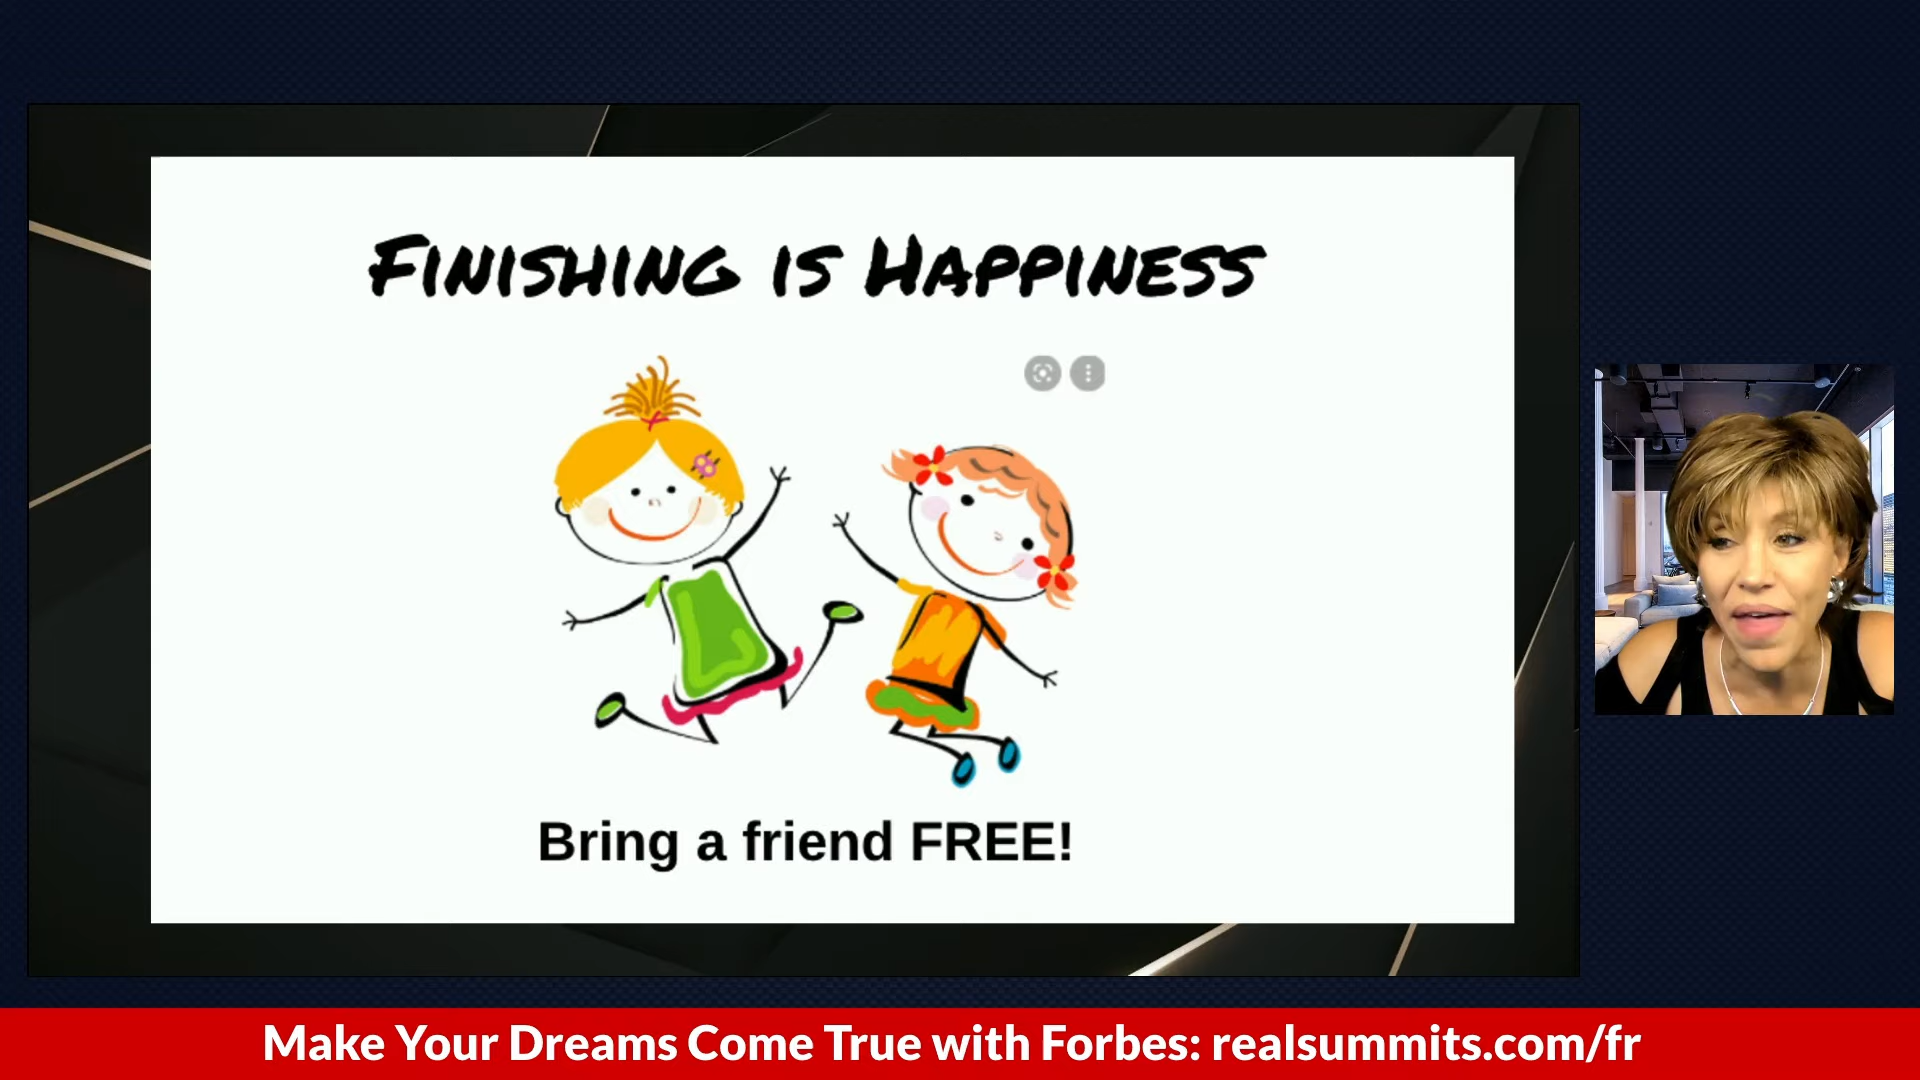 Finishing is Happiness
Bring a friend FREE!
Make Your Dreams Come True with Forbes: realsummits.com/fr